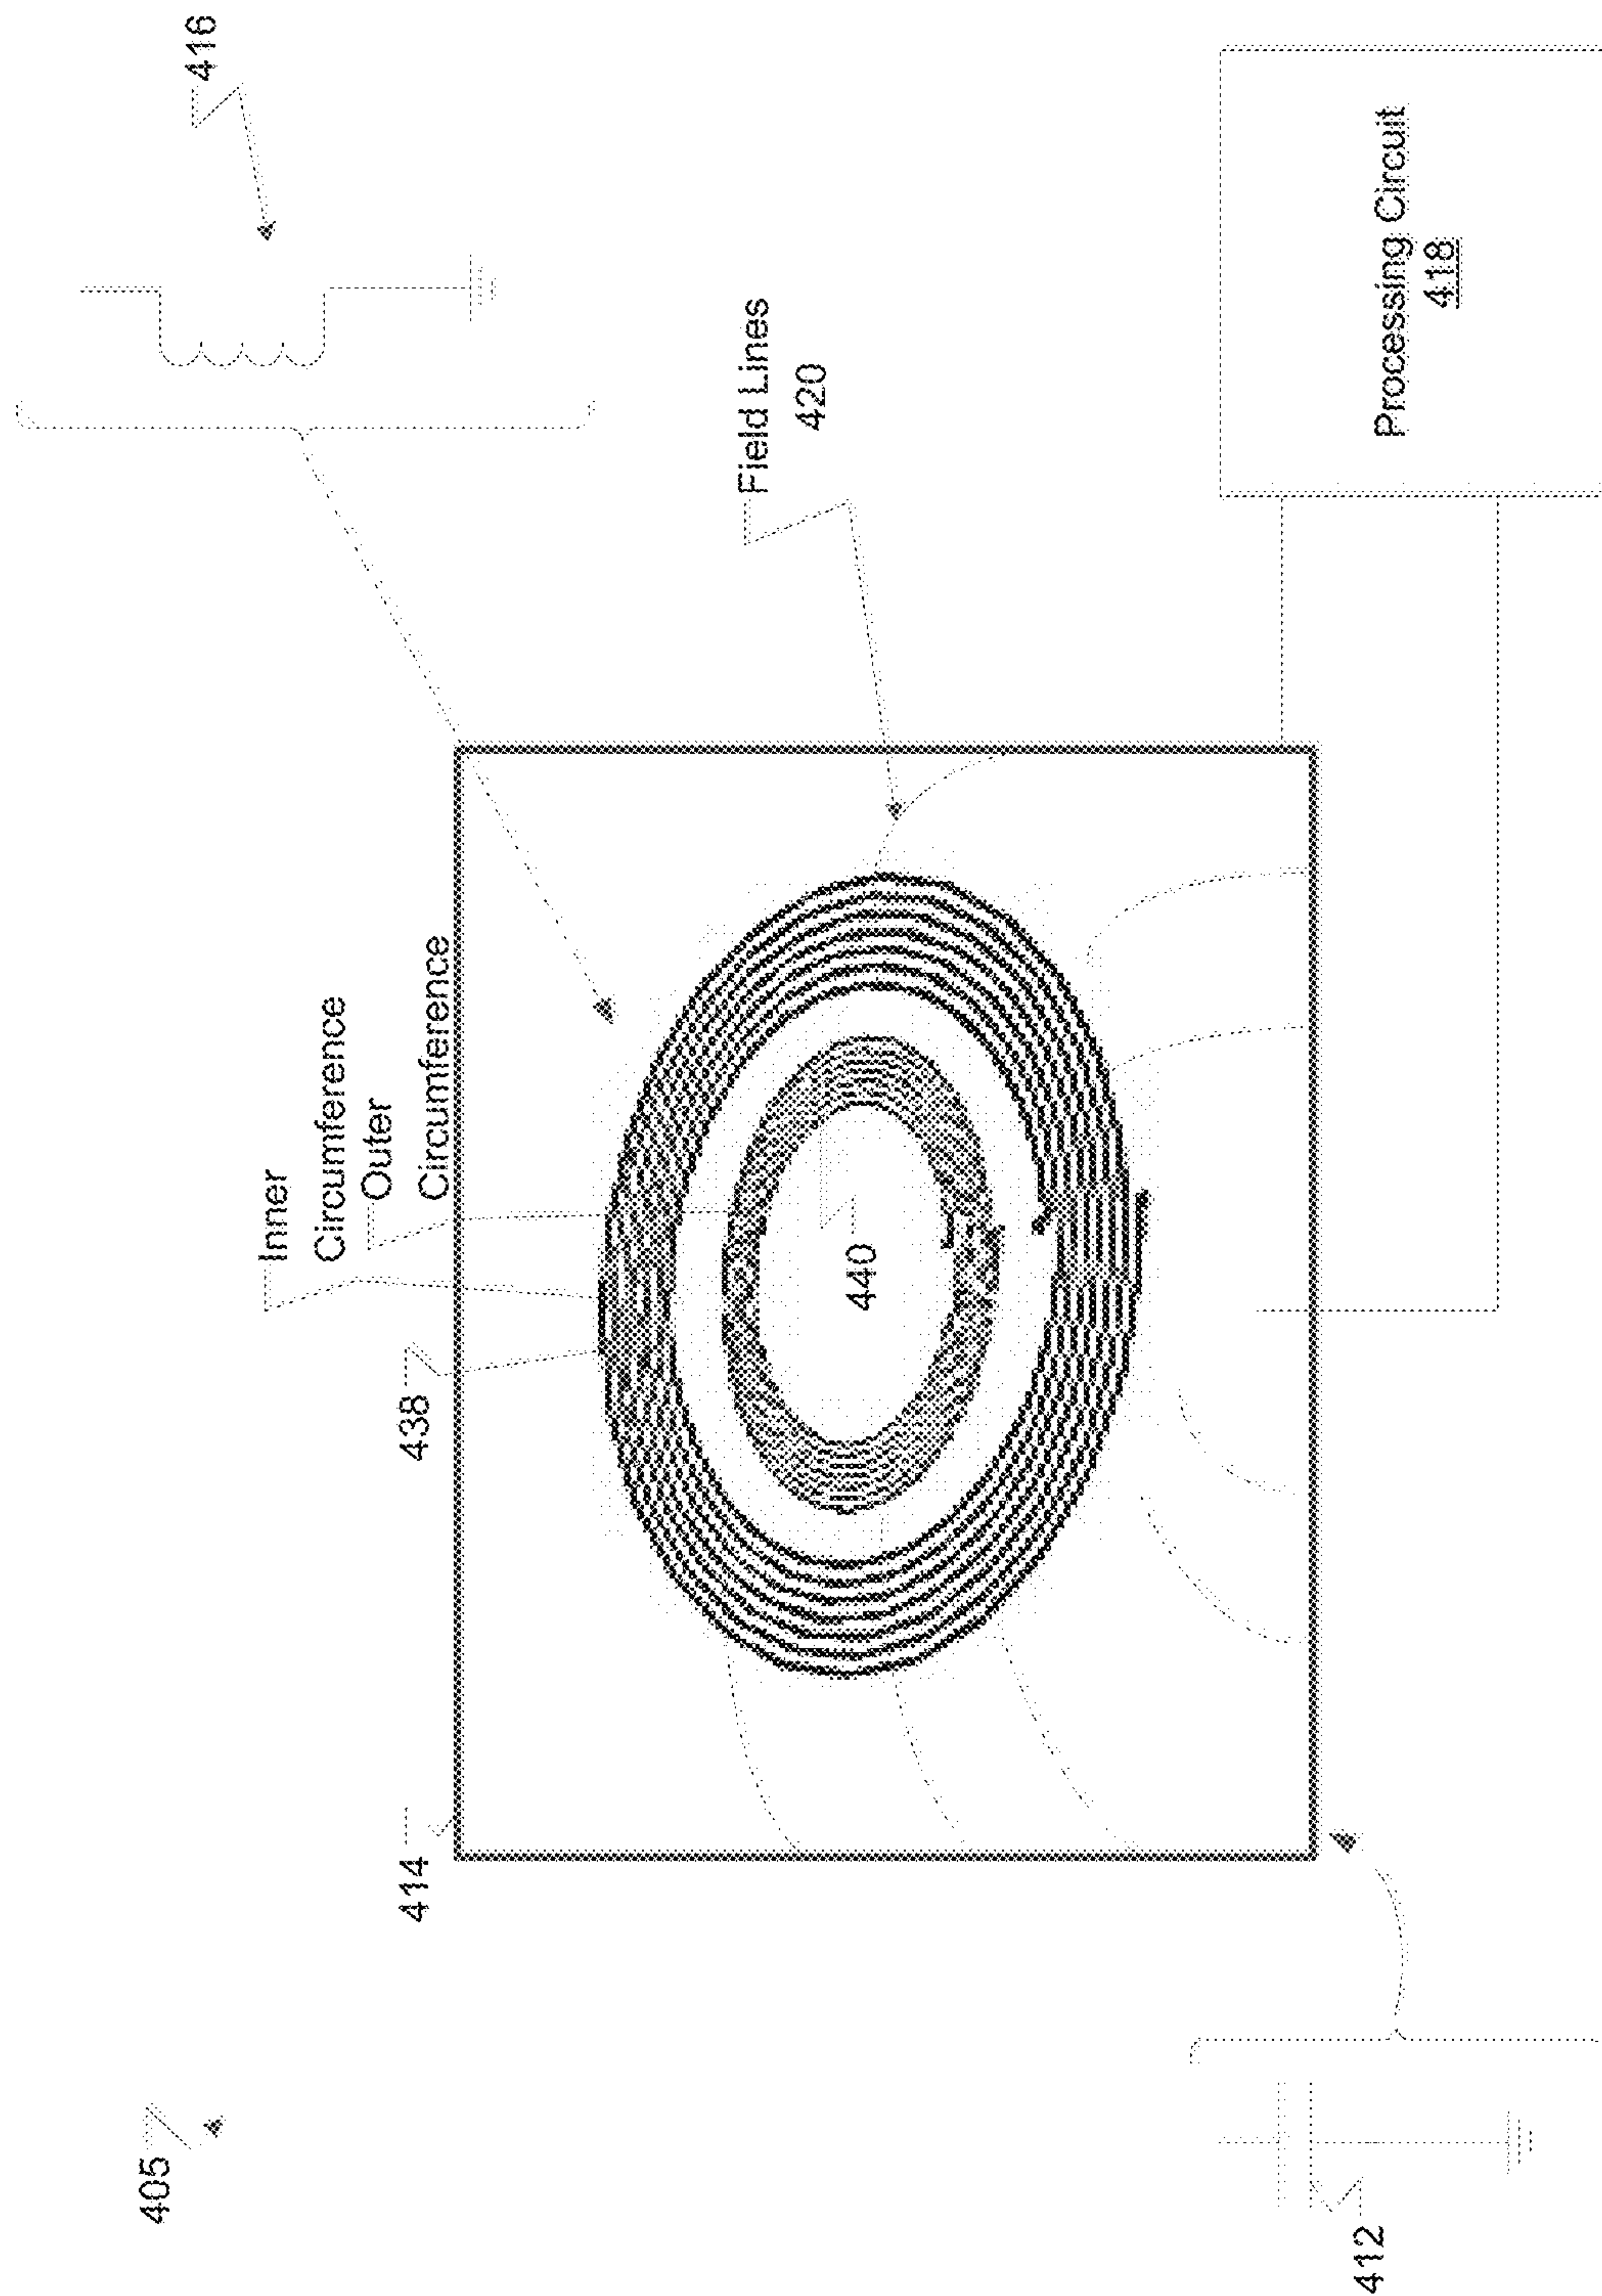 405
416
Inner
Circumference
Outer
Circumference
438
414
Field Lines
420
440
Processing Circuit
418
412